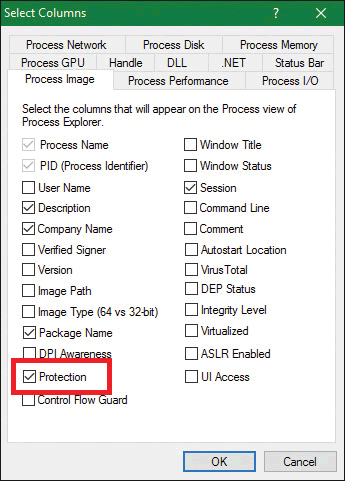 Select Columns
?
Process Network Process Disk Process Memory
Process GPU Handle DLL .NET Status Bar
Process Image Process Performance Process I/O
Select the columns that will appear on the Process view of
Process Explorer.
Process Name
PID (Process Identifier)
User Name
Description
Company Name
Verified Signer
Version
Image Path
Image Type (64 vs 32-bit)
Package Name
DPI Awareness
Protection
Control Flow Guard
Window Title
Window Status
Session
Command Line
Comment
Autostart Location
VirusTotal
DEP Status
Integrity Level
Virtualized
ASLR Enabled
UI Access
OK Cancel